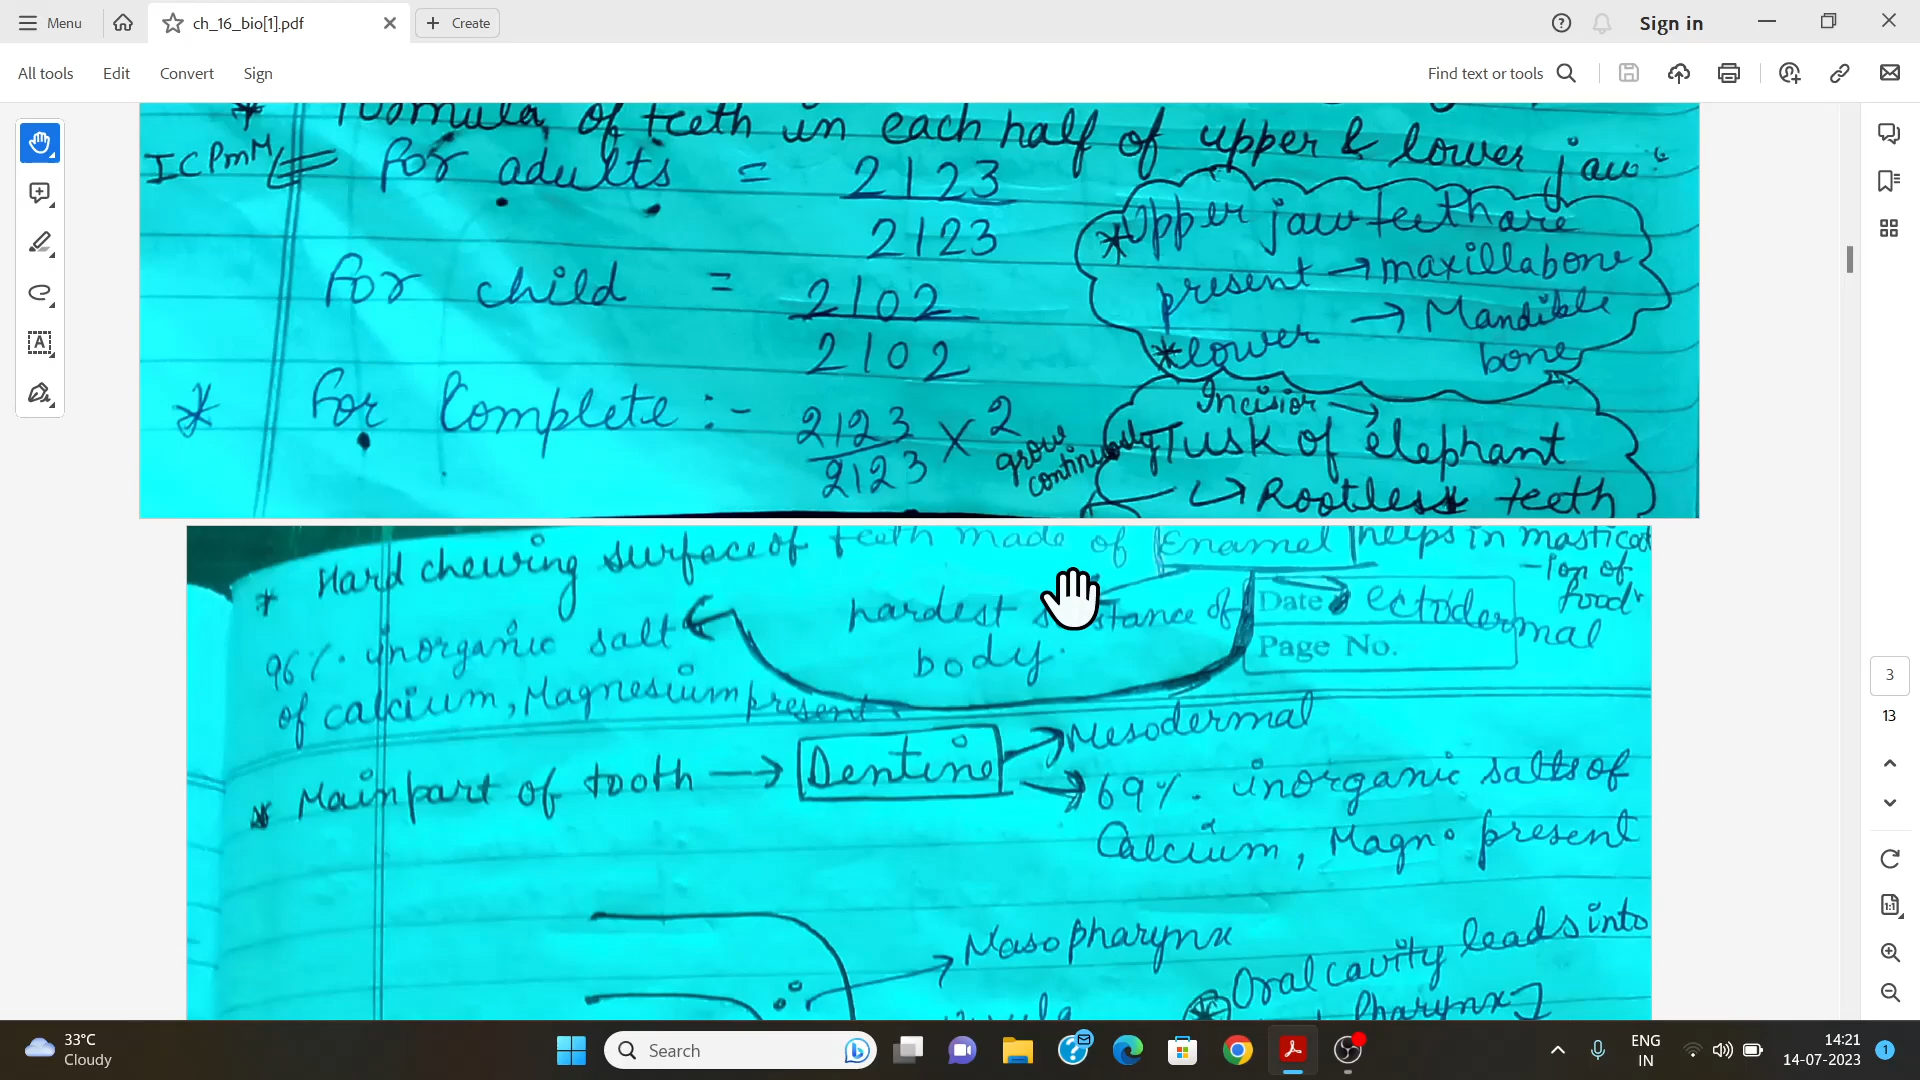 Menu
ch_16_bio[1].pdf
Create
Sign in
All tools
Edit
Convert
Sign
Find text or tools
* Formula of teeth in each half of upper & lower jaw
ICPmM
for adults = 2123
2123
For child = 2102
2102
* For Complete :- 2123 X 2
2123
*Upper jaw teeth are
present → maxilla bone
*lower → Mandible
bone
Incisior →
Tusk of elephant
↳ Rootless teeth
grow
continuously
* Hard chewing surface of teeth made of Enamel helps in masticat
-ion of
food
hardest substance of
body.
Date
ectodermal
Page No.
96%. inorganic salt
of calcium, Magnesium present
* Main part of tooth → Dentine
Mesodermal
69%. inorganic salts of
Calcium, Magn. present
Nasopharynx
Oral cavity leads into
Pharynx
3
13
33°C
Cloudy
Search
ENG
IN
14:21
14-07-2023
1